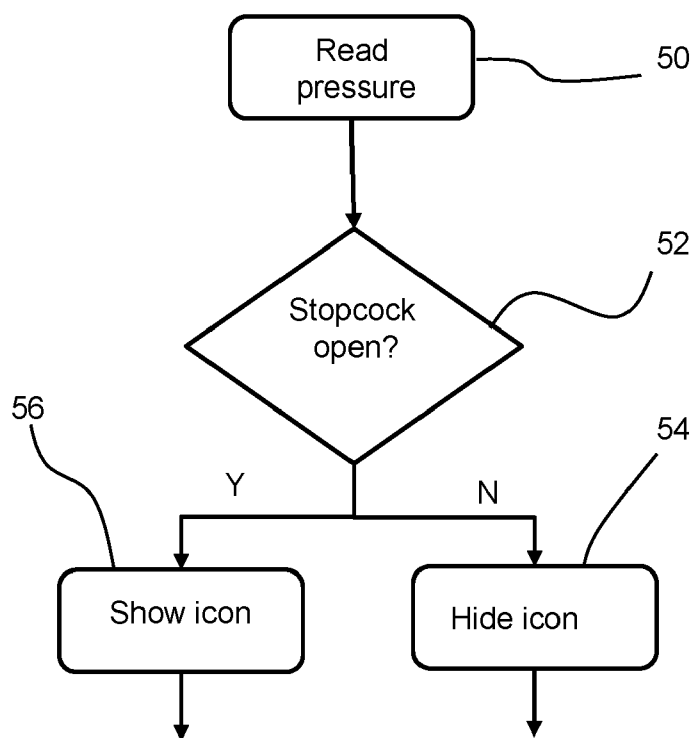 Read
pressure
50
52
Stopcock
open?
56
54
Y
N
Show icon
Hide icon